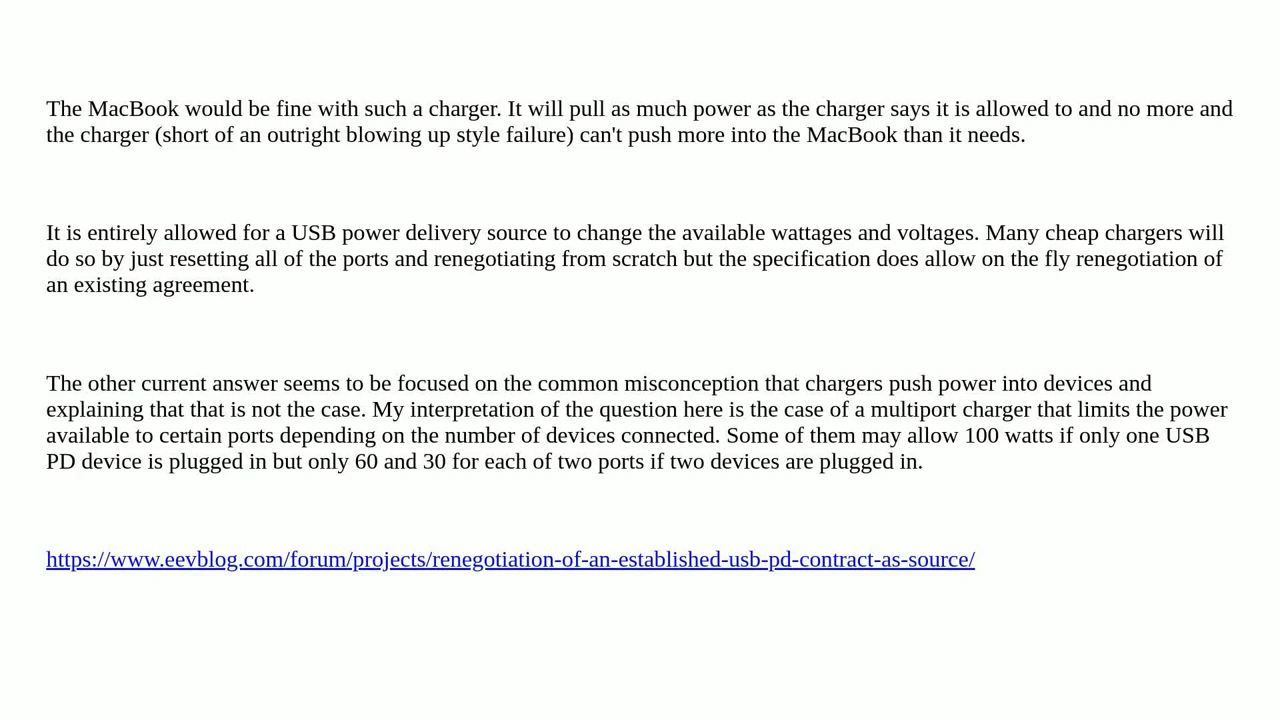 The MacBook would be fine with such a charger. It will pull as much power as the charger says it is allowed to and no more and
the charger (short of an outright blowing up style failure) can't push more into the MacBook than it needs.
It is entirely allowed for a USB power delivery source to change the available wattages and voltages. Many cheap chargers will
do so by just resetting all of the ports and renegotiating from scratch but the specification does allow on the fly renegotiation of
an existing agreement.
The other current answer seems to be focused on the common misconception that chargers push power into devices and
explaining that that is not the case. My interpretation of the question here is the case of a multiport charger that limits the power
available to certain ports depending on the number of devices connected. Some of them may allow 100 watts if only one USB
PD device is plugged in but only 60 and 30 for each of two ports if two devices are plugged in.
https://www.eevblog.com/forum/projects/renegotiation-of-an-established-usb-pd-contract-as-source/